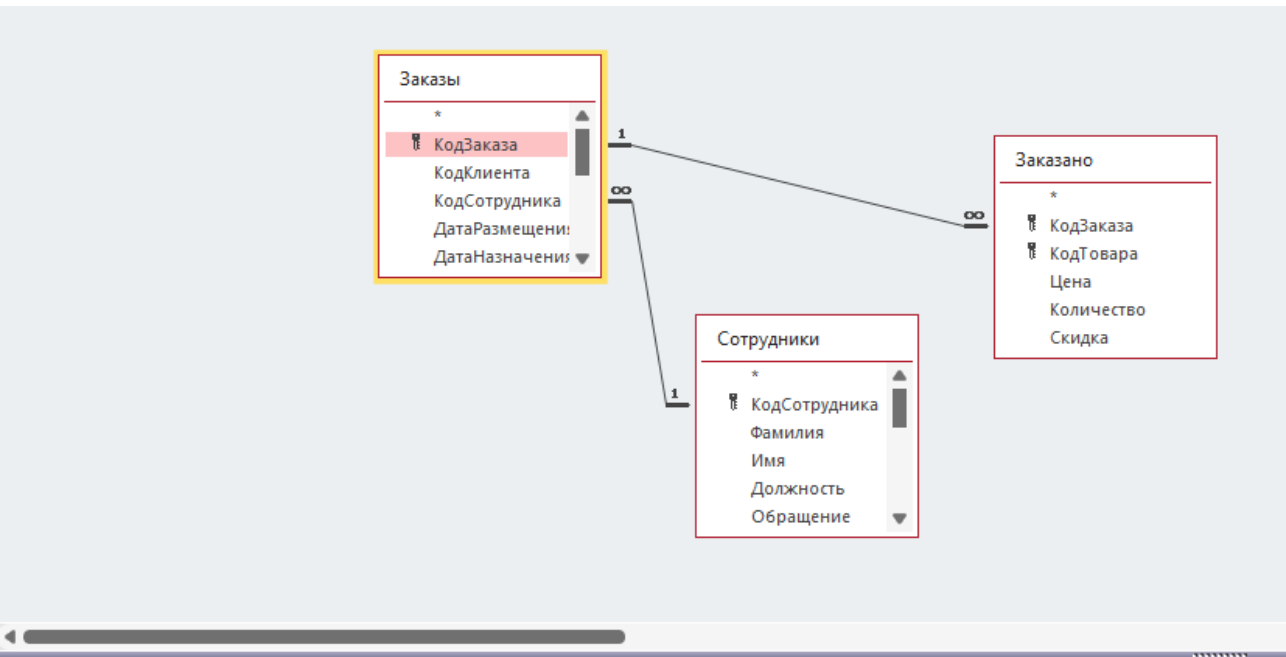 Заказы
*
КодЗаказа
КодКлиента
КодСотрудника
ДатаРазмещения
ДатаНазначения
1
∞
∞
1
Заказано
*
КодЗаказа
КодТовара
Цена
Количество
Скидка
Сотрудники
*
КодСотрудника
Фамилия
Имя
Должность
Обращение